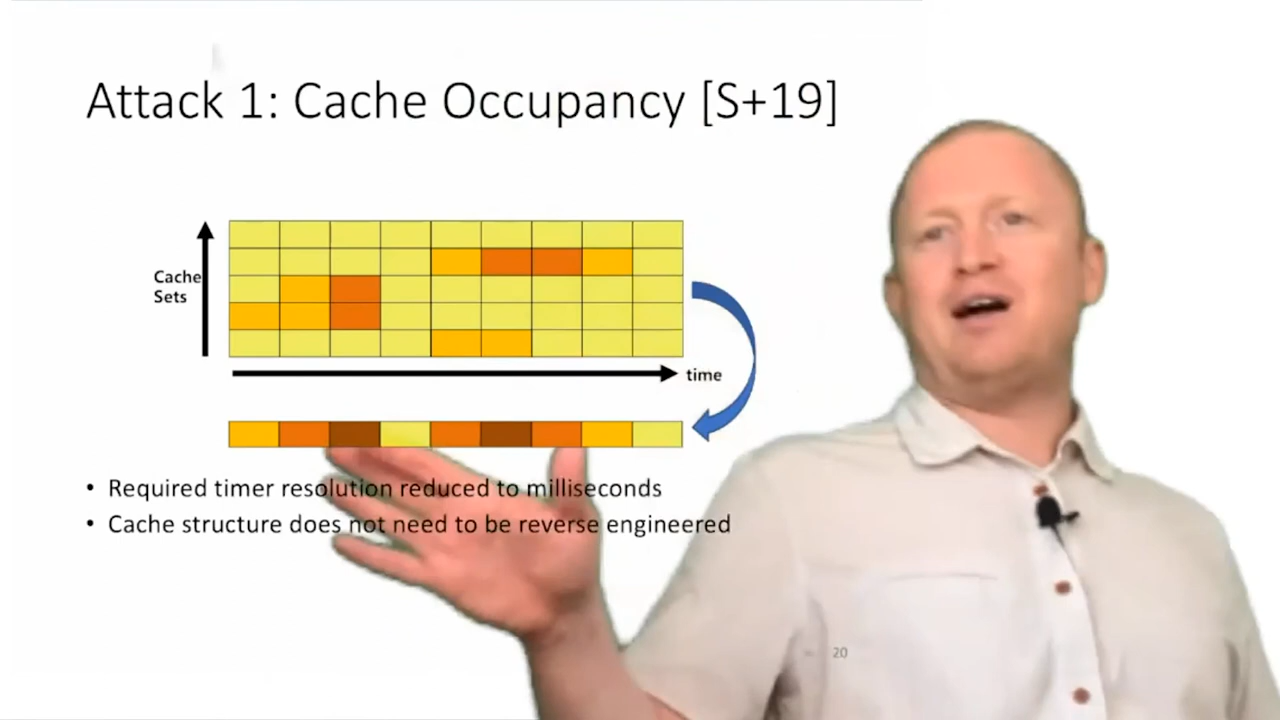 Attack 1: Cache Occupancy [S+19]
Cache
Sets
time
• Required timer resolution reduced to milliseconds
• Cache structure does not need to be reverse engineered
20